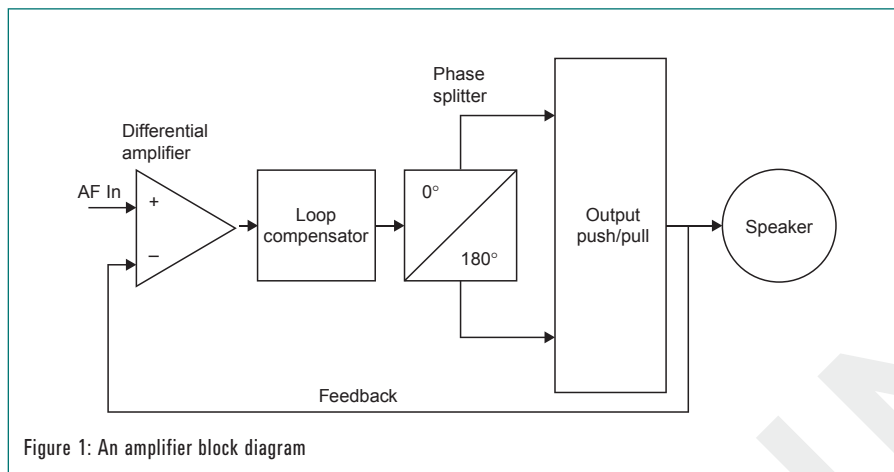 Phase
splitter
Differential
amplifier
AF In
+
–
Loop
compensator
0°
180°
Output
push/pull
Speaker
Feedback
Figure 1: An amplifier block diagram